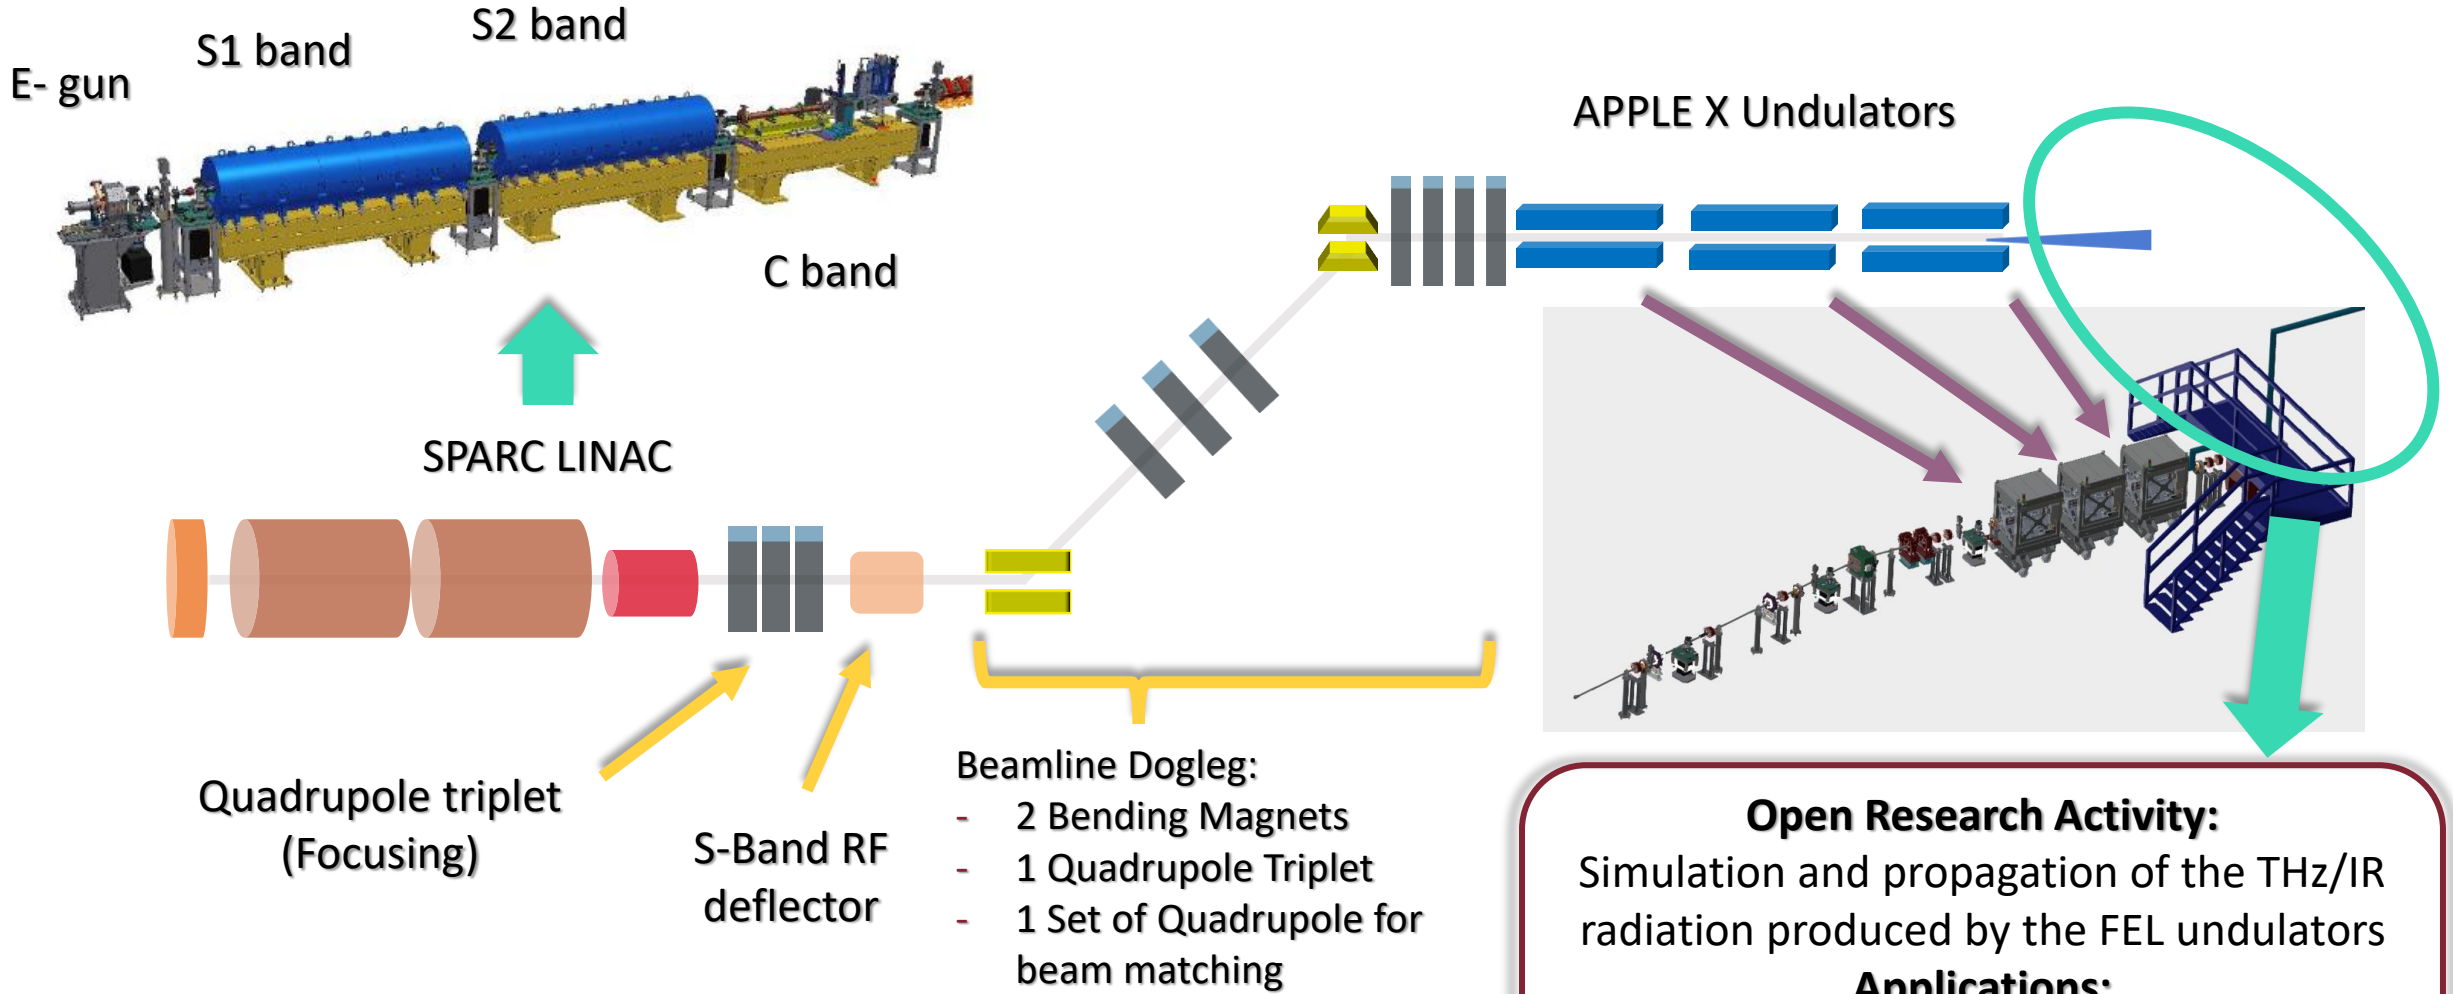 E- gun
S1 band
S2 band
C band
SPARC LINAC
APPLE X Undulators
Quadrupole triplet
(Focusing)
S-Band RF
deflector
Beamline Dogleg:
- 2 Bending Magnets
- 1 Quadrupole Triplet
- 1 Set of Quadrupole for
beam matching
Open Research Activity:
Simulation and propagation of the THz/IR
radiation produced by the FEL undulators
Applications: